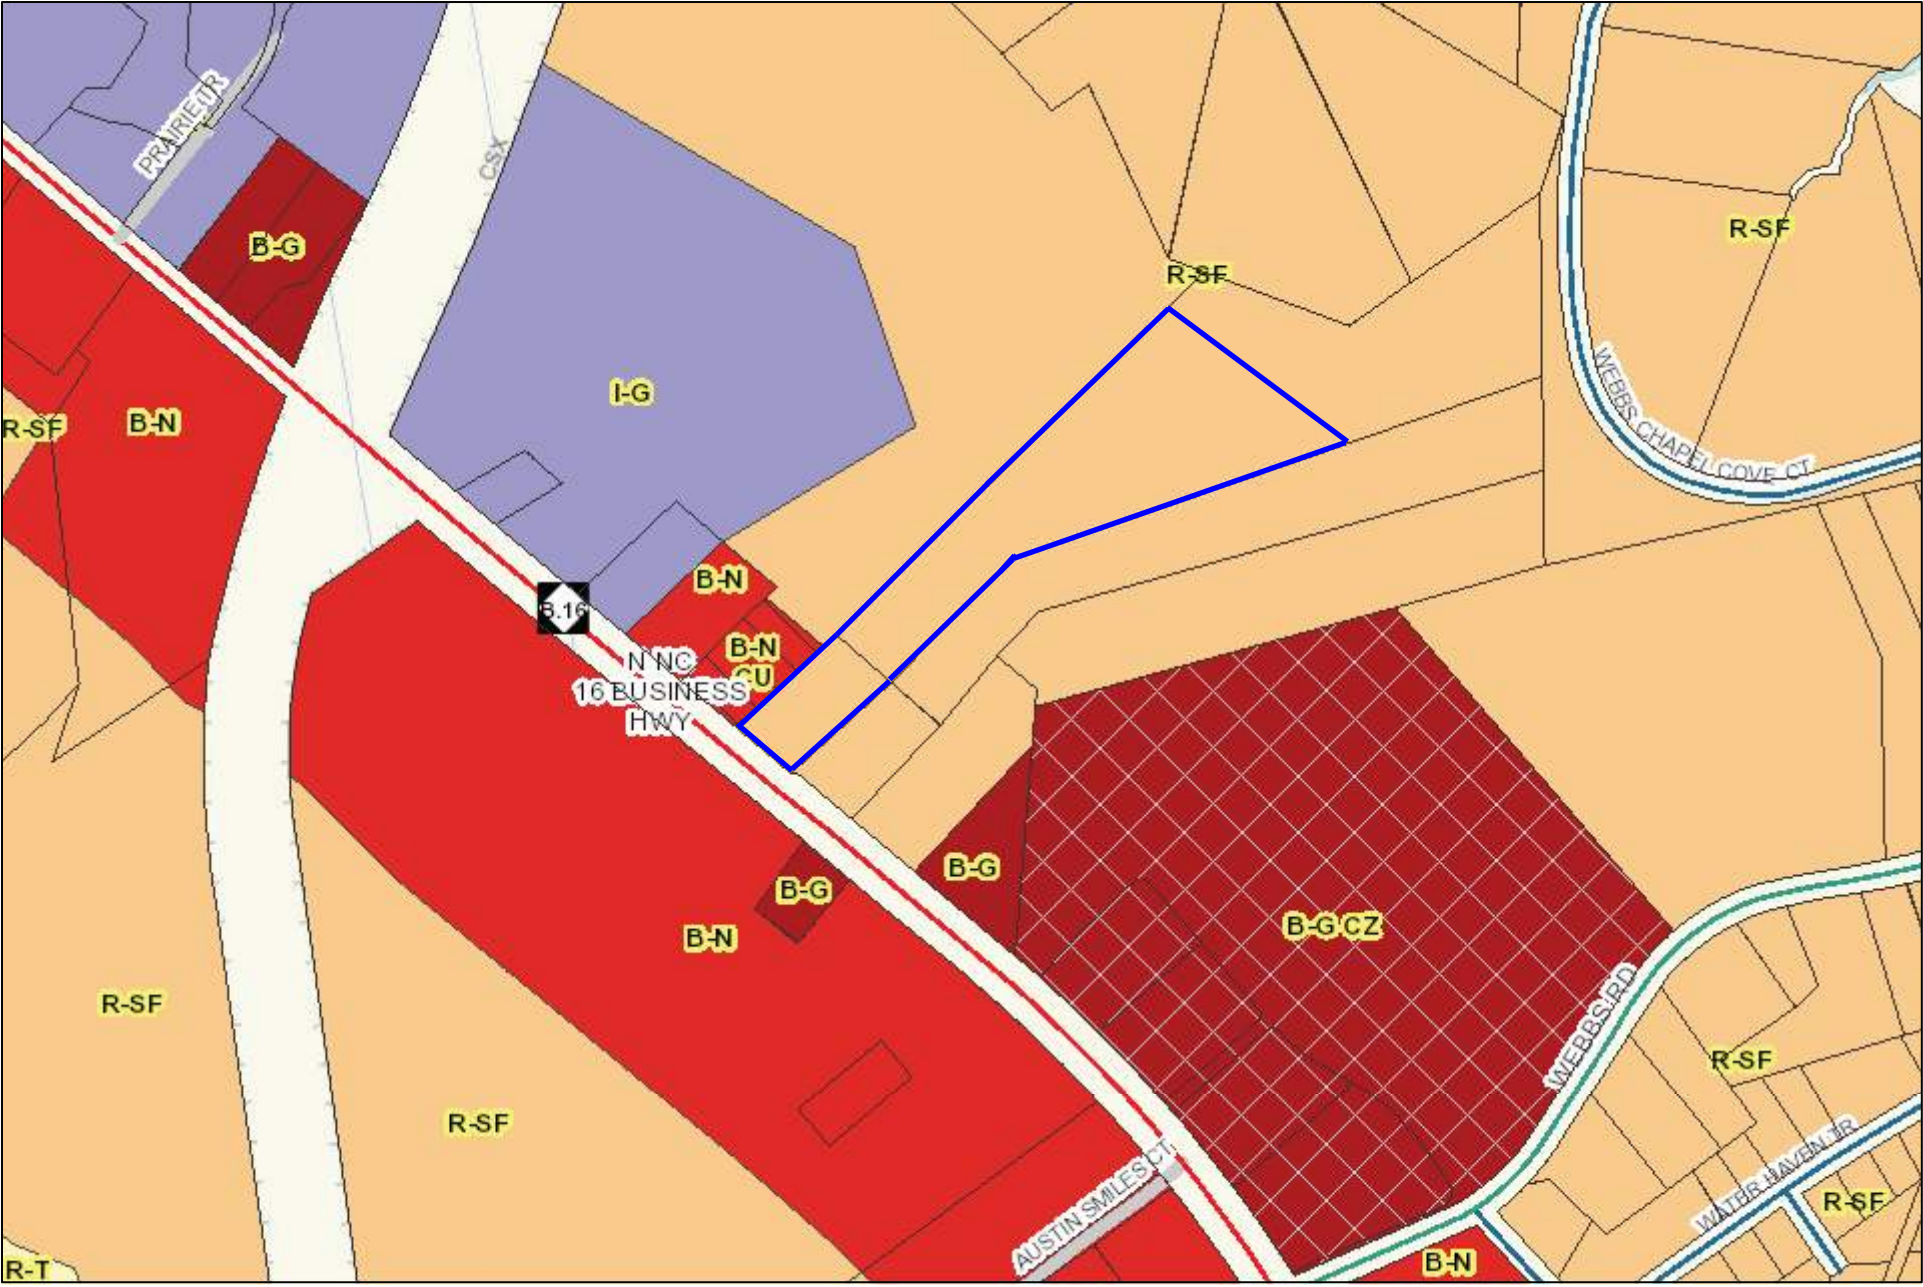 PRAIRIE TR
CSX
B-G
R-SF
R-SF
I-G
B-N
R-SF
WEBBS CHAPEL COVE CT
B-N
B.16
B-N
CU
N NC
16 BUSINESS
HWY
B-G
B-G
B-N
B-G CZ
R-SF
WEBBS RD
R-SF
R-SF
AUSTIN SMILES CT
WATER HAVEN TR
R-SF
B-N
R-T